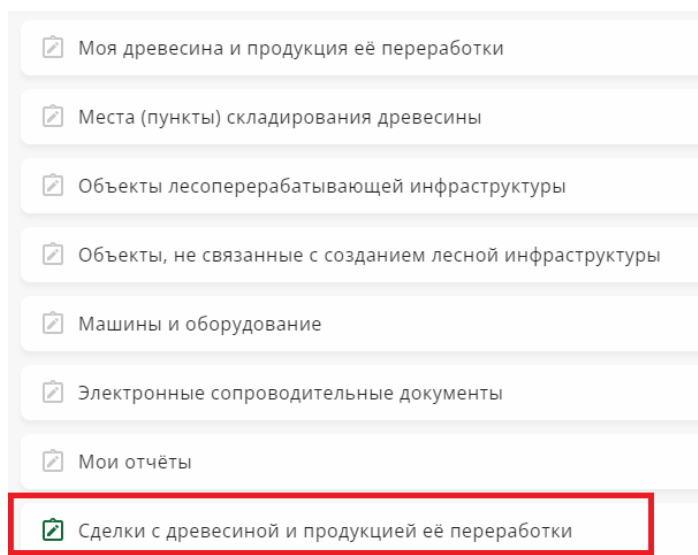 Моя древесина и продукция её переработки
Места (пункты) складирования древесины
Объекты лесоперерабатывающей инфраструктуры
Объекты, не связанные с созданием лесной инфраструктуры
Машины и оборудование
Электронные сопроводительные документы
Мои отчёты
Сделки с древесиной и продукцией её переработки